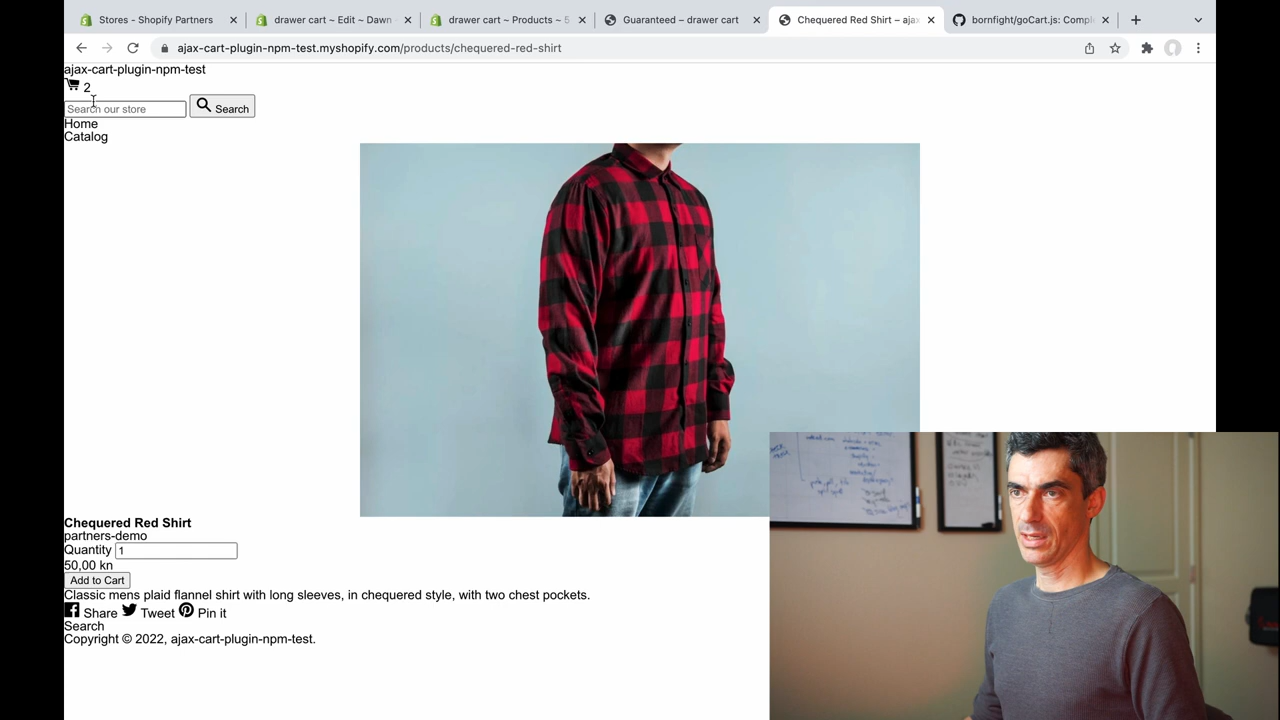 Stores - Shopify Partners
drawer cart ~ Edit ~ Dawn
drawer cart ~ Products ~ 5
Guaranteed – drawer cart
Chequered Red Shirt – ajax
bornfight/goCart.js: Compl
ajax-cart-plugin-npm-test.myshopify.com/products/chequered-red-shirt
ajax-cart-plugin-npm-test
2
Search our store
Search
Home
Catalog
Chequered Red Shirt
partners-demo
Quantity 1
50,00 kn
Add to Cart
Classic mens plaid flannel shirt with long sleeves, in chequered style, with two chest pockets.
Share Tweet Pin it
Search
Copyright © 2022, ajax-cart-plugin-npm-test.